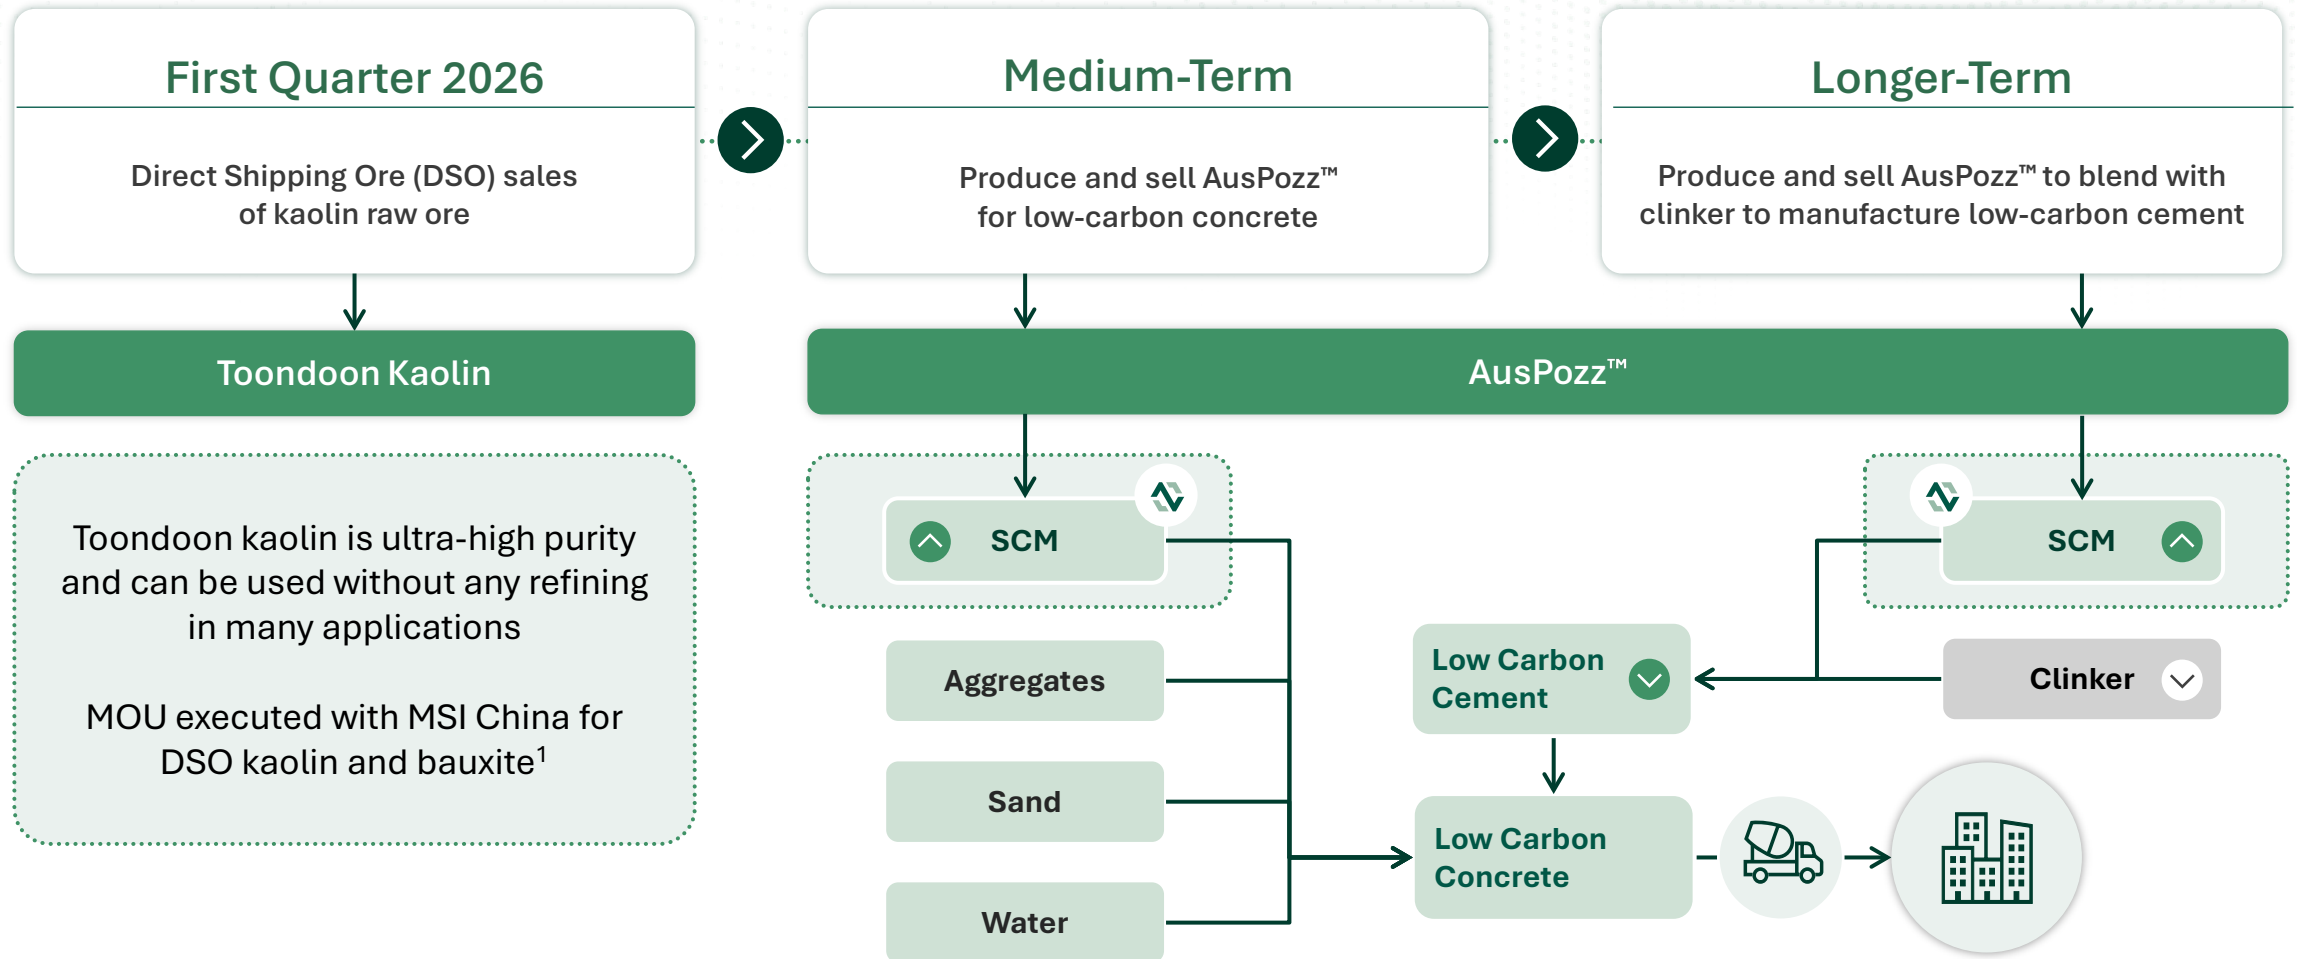 First Quarter 2026
Direct Shipping Ore (DSO) sales
of kaolin raw ore
Medium-Term
Produce and sell AusPozz™
for low-carbon concrete
Longer-Term
Produce and sell AusPozz™ to blend with
clinker to manufacture low-carbon cement
Toondoon Kaolin
AusPozz™
Toondoon kaolin is ultra-high purity
and can be used without any refining
in many applications
MOU executed with MSI China for
DSO kaolin and bauxite¹
SCM
Aggregates
Sand
Water
SCM
Clinker
Low Carbon
Cement
Low Carbon
Concrete